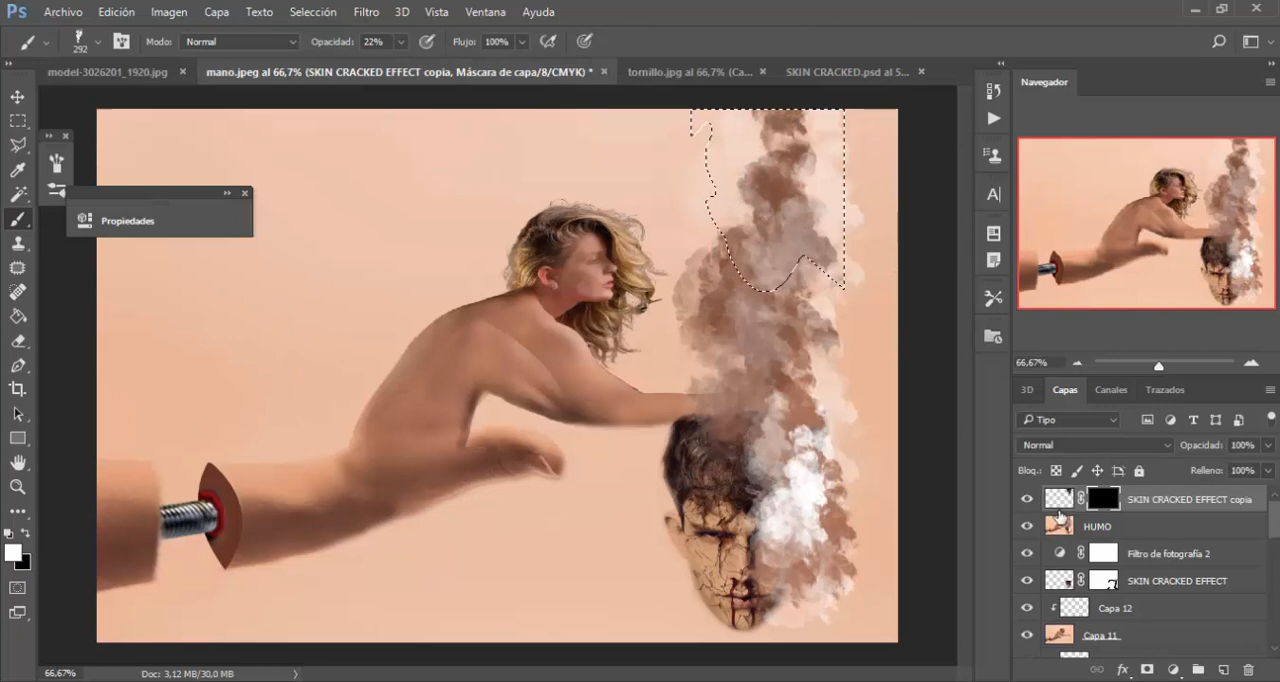 Ps Archivo Edición Imagen Capa Texto Selección Filtro 3D Vista Ventana Ayuda
292 Modo: Normal Opacidad: 22% Flujo: 100%
model-3026201_1920.jpg × mano.jpeg al 66,7% (SKIN CRACKED EFFECT copia, Máscara de capa/8/CMYK) * × tornillo.jpg al 66,7% (Ca... × SKIN CRACKED.psd al 5... ×
Navegador
Propiedades
66,67%
3D Capas Canales Trazados
Tipo
Normal Opacidad: 100%
Bloq.: Relleno: 100%
SKIN CRACKED EFFECT copia
HUMO
Filtro de fotografía 2
SKIN CRACKED EFFECT
Capa 12
Capa 11
66,67% Doc: 3,12 MB/30,0 MB